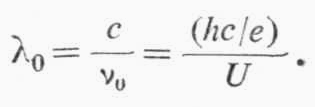 λ₀ = c/ν₀ = (hc/e)/U.